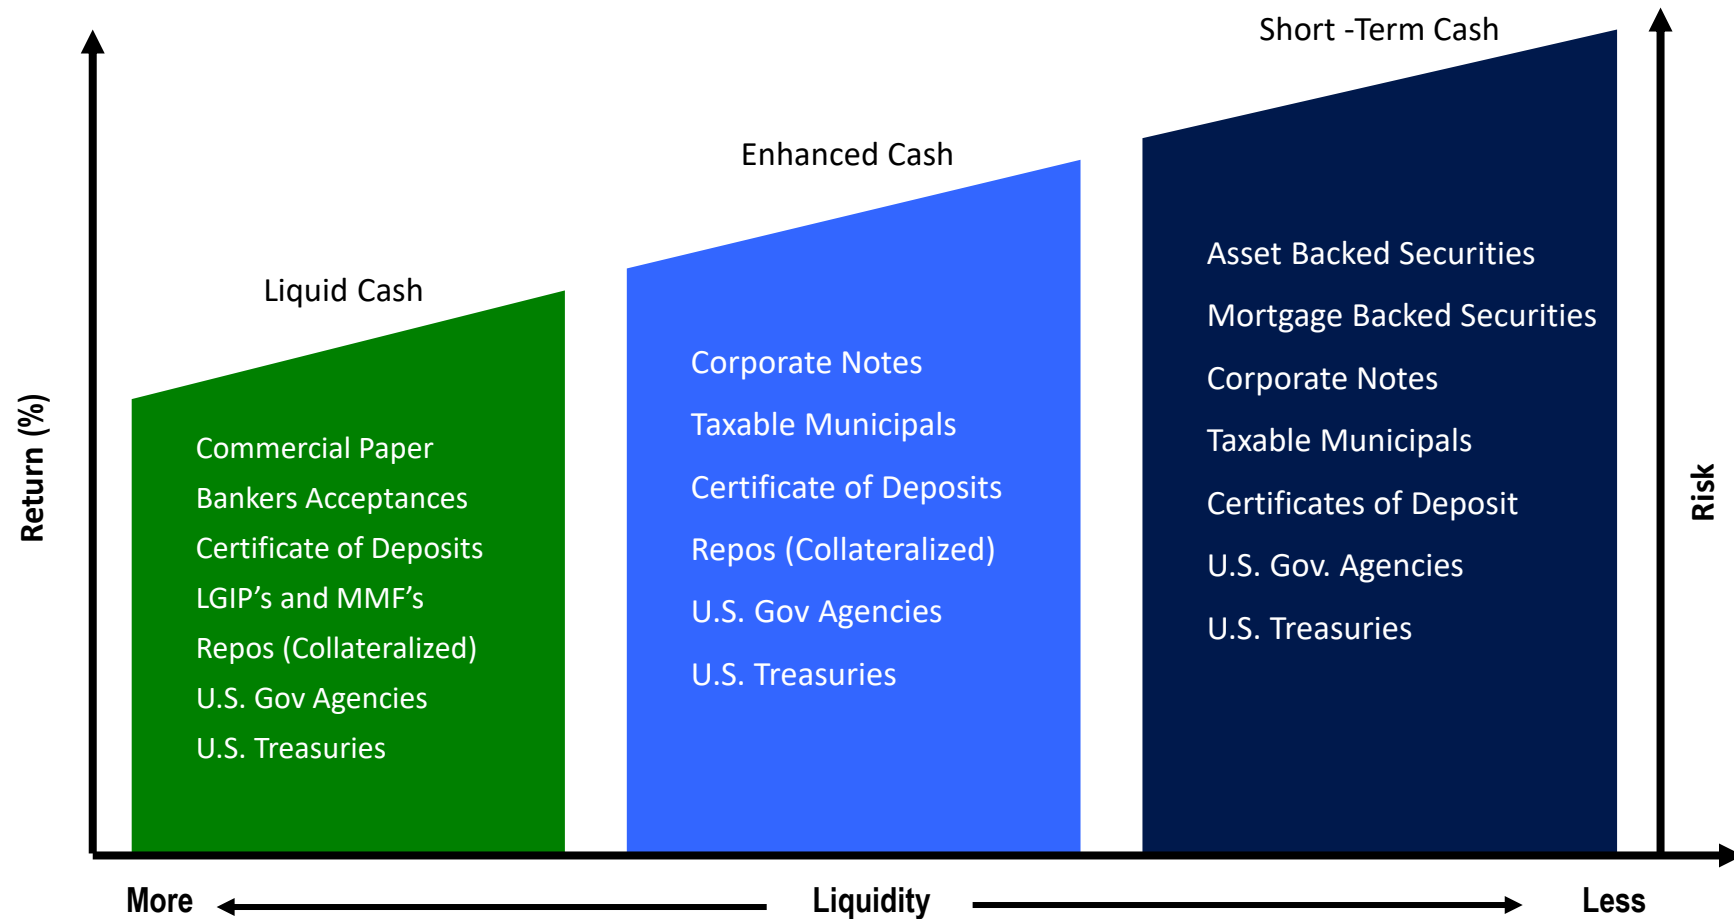 Short -Term Cash
Enhanced Cash
Liquid Cash
Return (%)
Commercial Paper
Bankers Acceptances
Certificate of Deposits
LGIP’s and MMF’s
Repos (Collateralized)
U.S. Gov Agencies
U.S. Treasuries
Corporate Notes
Taxable Municipals
Certificate of Deposits
Repos (Collateralized)
U.S. Gov Agencies
U.S. Treasuries
Asset Backed Securities
Mortgage Backed Securities
Corporate Notes
Taxable Municipals
Certificates of Deposit
U.S. Gov. Agencies
U.S. Treasuries
Risk
More
Liquidity
Less